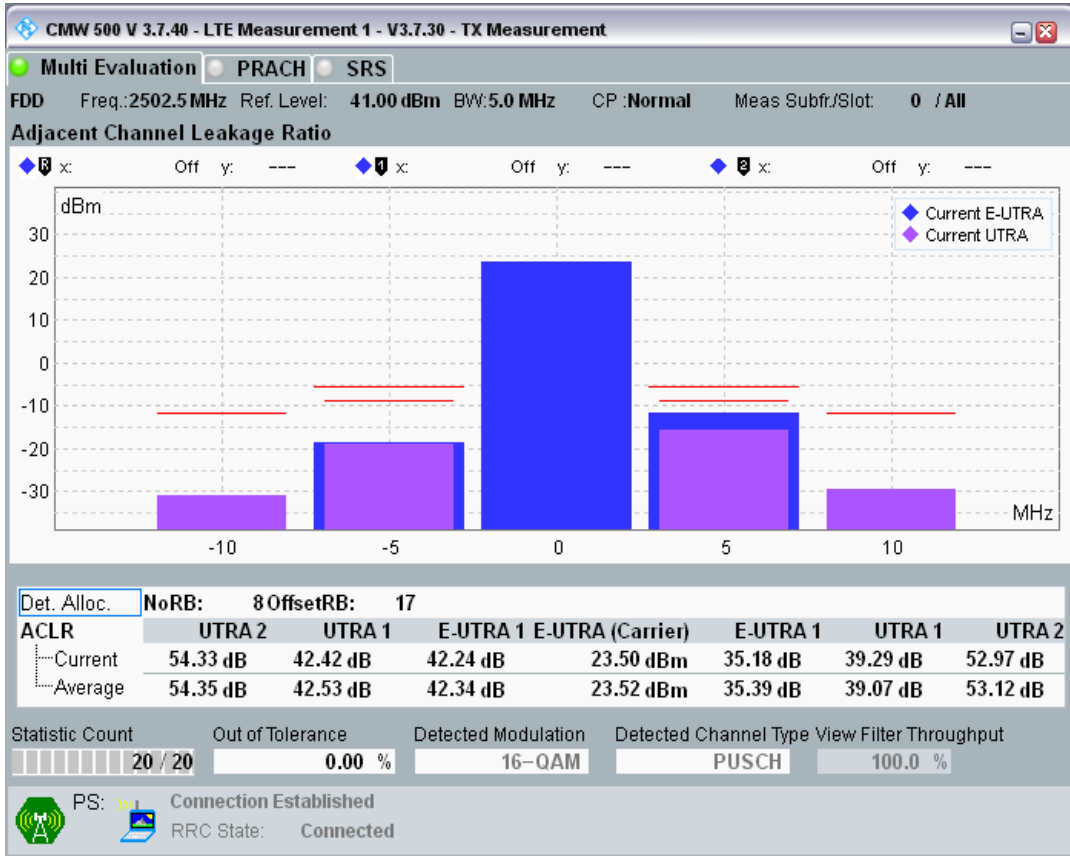 CMW 500 V 3.7.40 - LTE Measurement 1 - V3.7.30 - TX Measurement
Multi Evaluation PRACH SRS
FDD Freq.:2502.5 MHz Ref. Level: 41.00 dBm BW:5.0 MHz CP :Normal Meas Subfr./Slot: 0 / All
Adjacent Channel Leakage Ratio
R x: Off y: --- 1 x: Off y: --- 2 x: Off y: ---
dBm
Current E-UTRA
Current UTRA
30
20
10
0
-10
-20
-30
MHz
-10 -5 0 5 10
Det. Alloc. NoRB: 8 OffsetRB: 17
ACLR UTRA 2 UTRA 1 E-UTRA 1 E-UTRA (Carrier) E-UTRA 1 UTRA 1 UTRA 2
Current 54.33 dB 42.42 dB 42.24 dB 23.50 dBm 35.18 dB 39.29 dB 52.97 dB
Average 54.35 dB 42.53 dB 42.34 dB 23.52 dBm 35.39 dB 39.07 dB 53.12 dB
Statistic Count Out of Tolerance Detected Modulation Detected Channel Type View Filter Throughput
20 / 20 0.00 % 16-QAM PUSCH 100.0 %
PS: Connection Established
RRC State: Connected